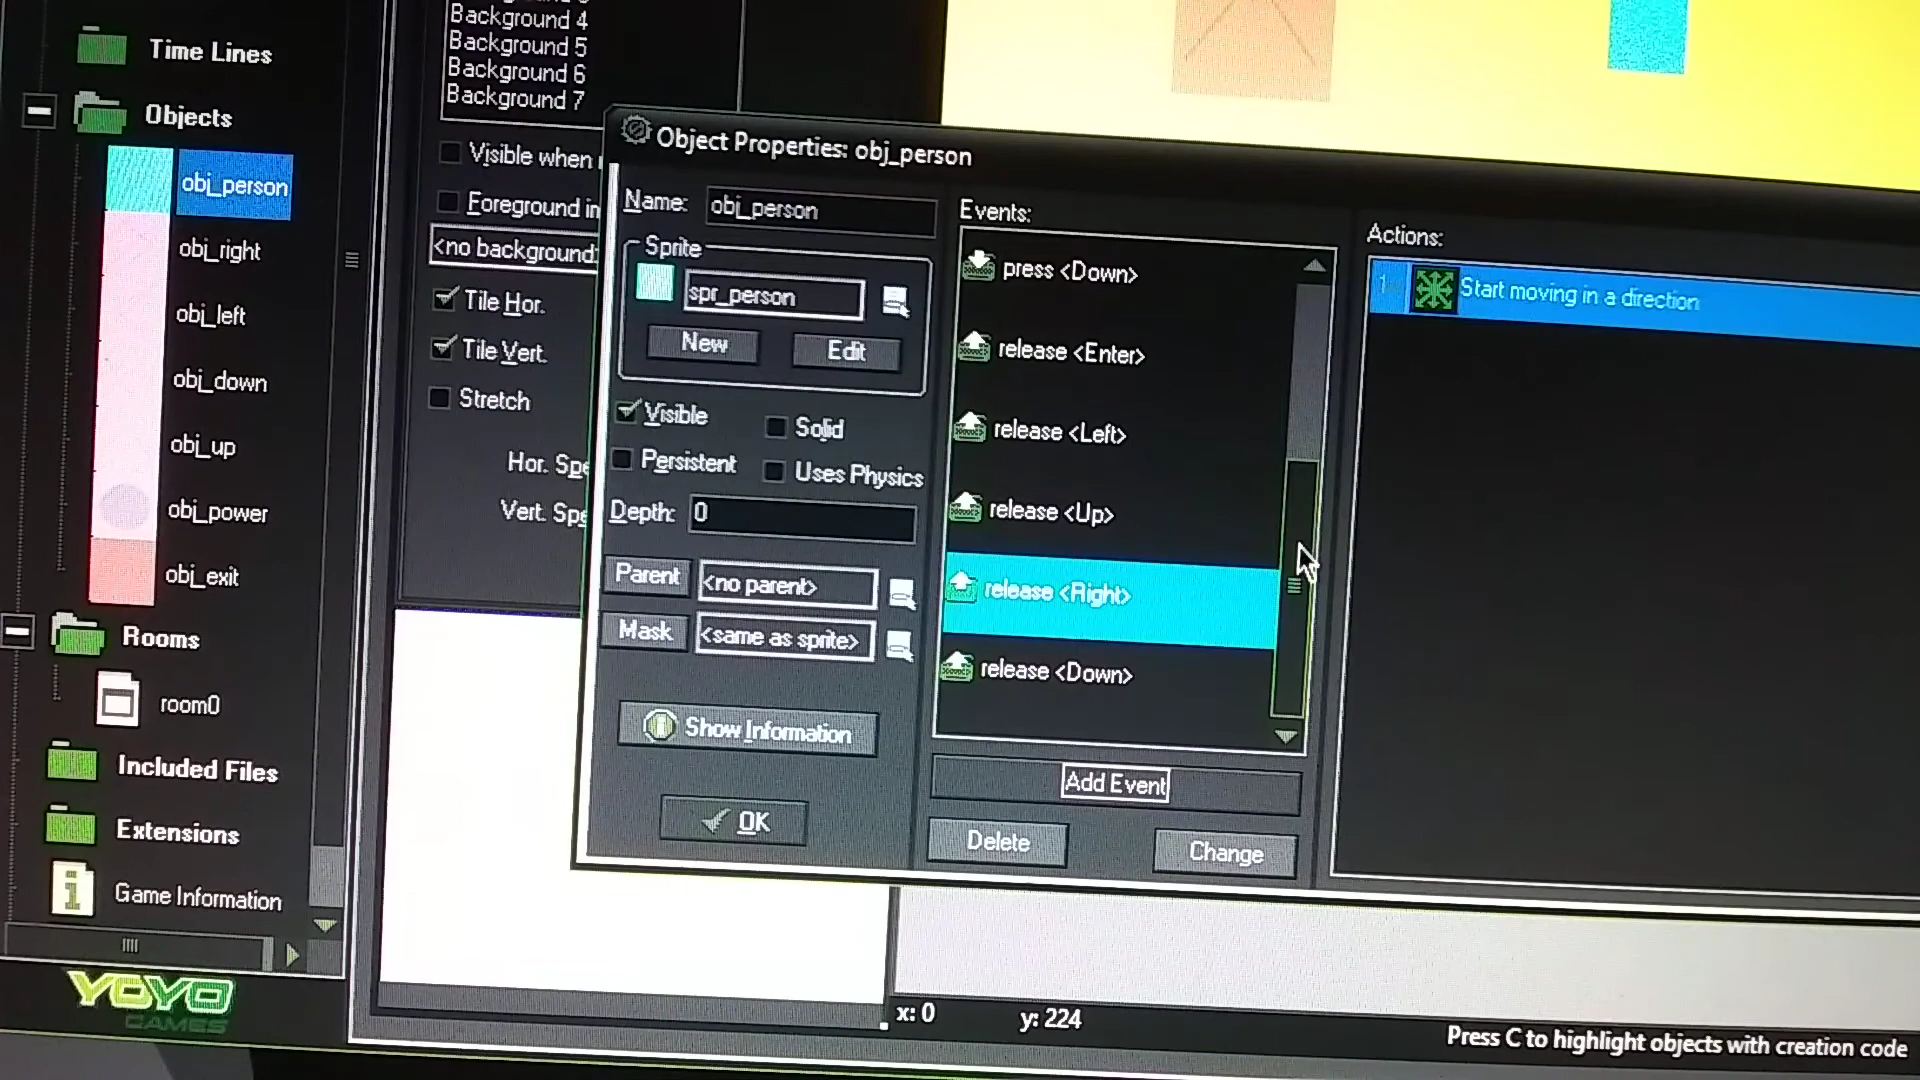 Time Lines
Objects
obj_person
obj_right
obj_left
obj_down
obj_up
obj_power
obj_exit
Rooms
room0
Included Files
Extensions
Game Information
YOYO
GAMES
Background 4
Background 5
Background 6
Background 7
Visible when
Foreground in
<no background:
Tile Hor.
Tile Vert.
Stretch
Hor. Spe
Vert. Spe
Object Properties: obj_person
Name: obj_person
Sprite
spr_person
New Edit
Visible Solid
Persistent Uses Physics
Depth: 0
Parent <no parent>
Mask <same as sprite>
Show Information
OK
Events:
press <Down>
release <Enter>
release <Left>
release <Up>
release <Right>
release <Down>
Add Event
Delete Change
Actions:
1 Start moving in a direction
x: 0 y: 224
Press C to highlight objects with creation code